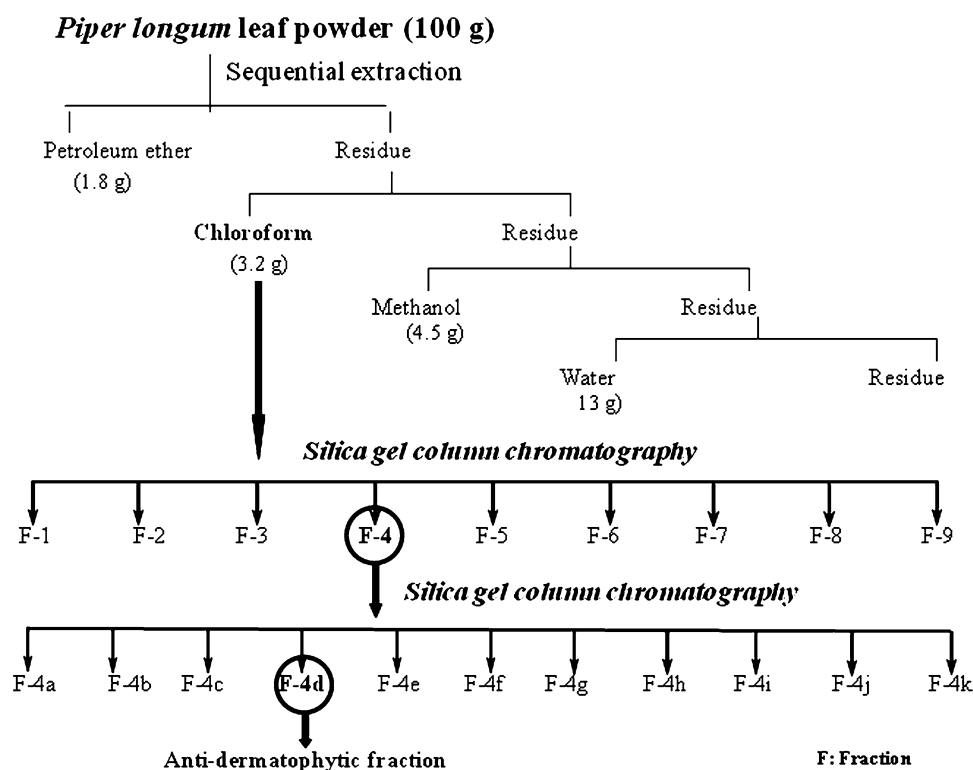 Piper longum leaf powder (100 g)
Sequential extraction
Petroleum ether Residue
(1.8 g)
Chloroform Residue
(3.2 g)
Methanol Residue
(4.5 g)
Water Residue
13 g)
Silica gel column chromatography
F-1 F-2 F-3 F-4 F-5 F-6 F-7 F-8 F-9
Silica gel column chromatography
F-4a F-4b F-4c F-4d F-4e F-4f F-4g F-4h F-4i F-4j F-4k
Anti-dermatophytic fraction F: Fraction